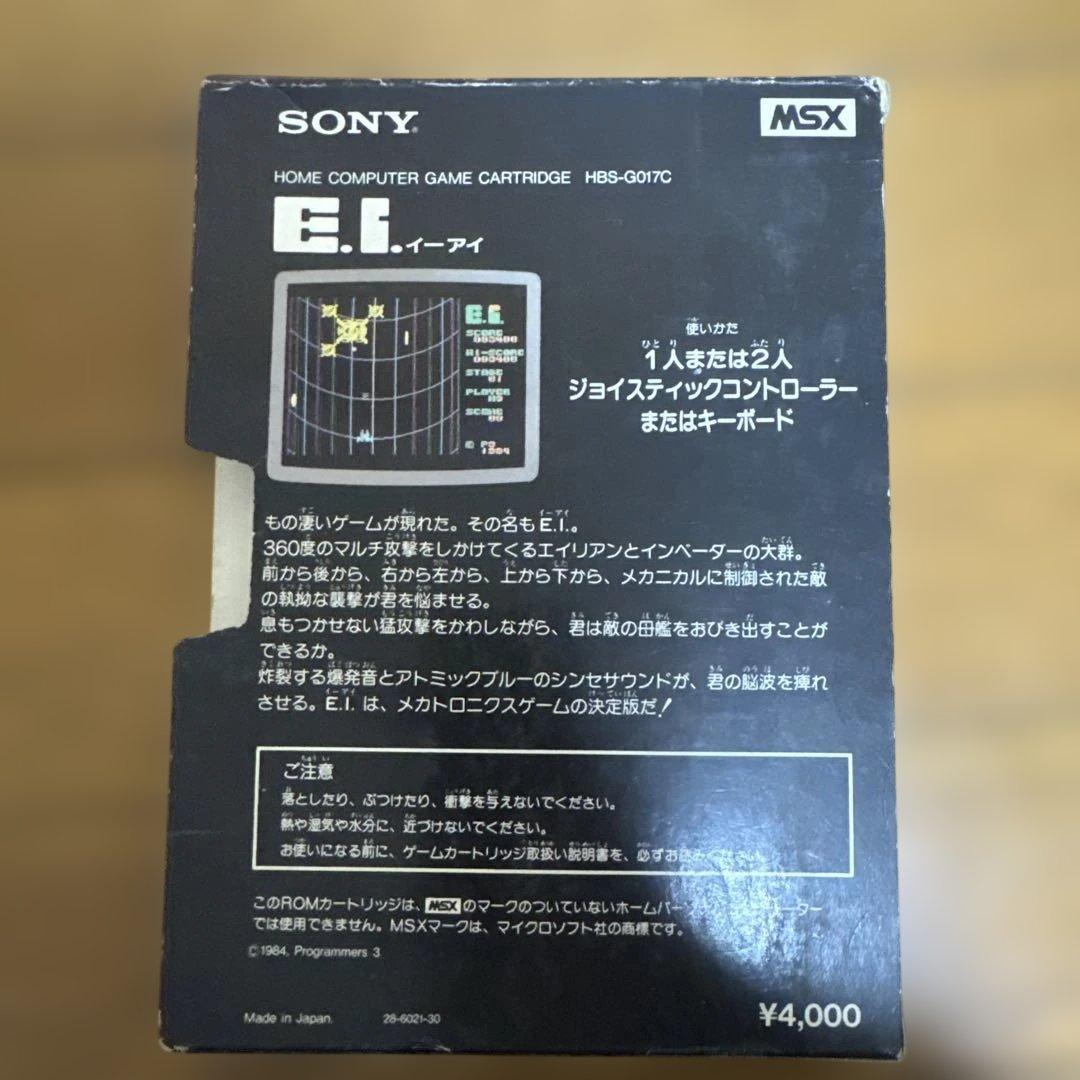 SONY®
MSX
HOME COMPUTER GAME CARTRIDGE HBS-G017C
E.I.イーアイ
E.I.
SCORE
HI-SCORE
STAGE
01
PLAYER
SCENE
使いかた
1人または2人
ジョイスティックコントローラー
またはキーボード
もの凄いゲームが現れた。その名もE.I.。
360度のマルチ攻撃をしかけてくるエイリアンとインベーダーの大群。
前から後から、右から左から、上から下から、メカニカルに制御された敵
の執拗な襲撃が君を悩ませる。
息もつかせない猛攻撃をかわしながら、君は敵の母艦をおびき出すことが
できるか。
炸裂する爆発音とアトミックブルーのシンセサウンドが、君の脳波を痺れ
させる。E.I.は、メカトロニクスゲームの決定版だ!
ご注意
落としたり、ぶつけたり、衝撃を与えないでください。
熱や湿気や水分に、近づけないでください。
お使いになる前に、ゲームカートリッジ取扱い説明書を、必ずお読みください。
このROMカートリッジは、MSXのマークのついていないホームパーソナルコンピューター
では使用できません。MSXマークは、マイクロソフト社の商標です。
©1984, Programmers 3
Made in Japan. 28-6021-30 ¥4,000